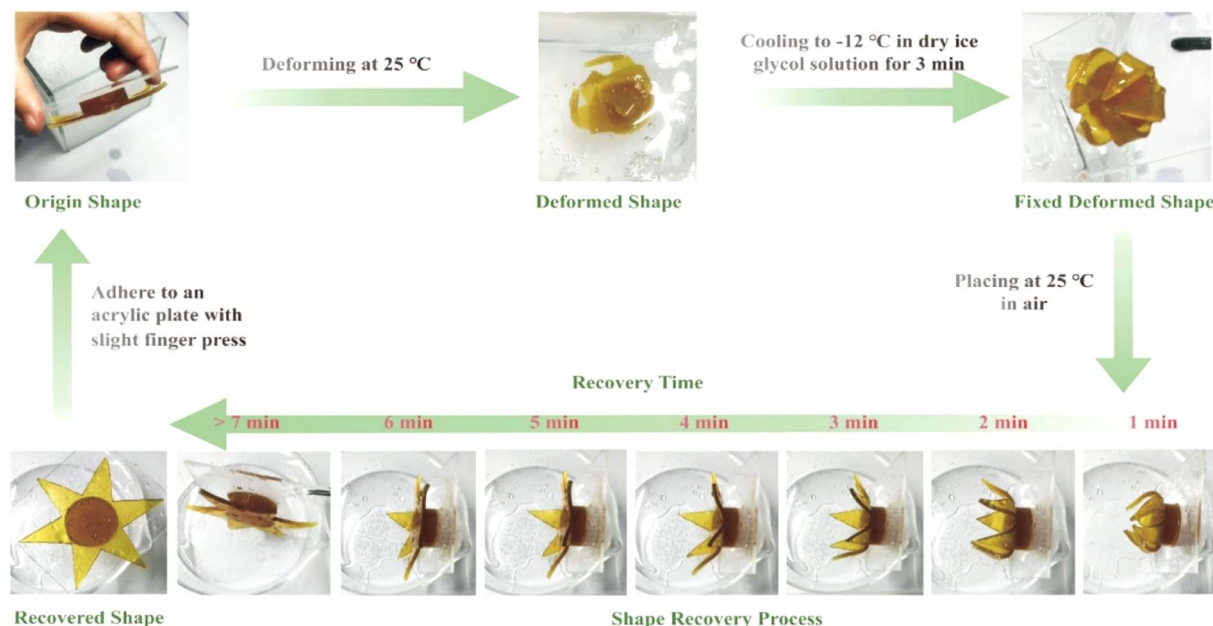 Deforming at 25 °C
Cooling to -12 °C in dry ice
glycol solution for 3 min
Origin Shape
Deformed Shape
Fixed Deformed Shape
Adhere to an
acrylic plate with
slight finger press
Placing at 25 °C
in air
Recovery Time
> 7 min
6 min
5 min
4 min
3 min
2 min
1 min
Recovered Shape
Shape Recovery Process